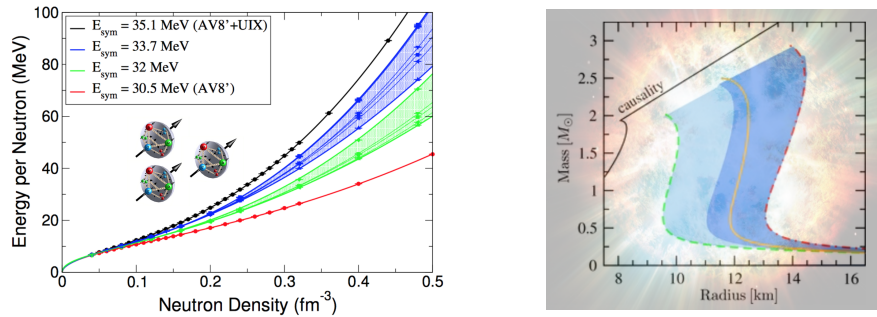 E_sym = 35.1 MeV (AV8'+UIX)
E_sym = 33.7 MeV
E_sym = 32 MeV
E_sym = 30.5 MeV (AV8')
Energy per Neutron (MeV)
100
80
60
40
20
0
0 0.1 0.2 0.3 0.4 0.5
Neutron Density (fm⁻³)
causality
Mass [M⊙]
3
2.5
2
1.5
1
0.5
0
8 10 12 14 16
Radius [km]